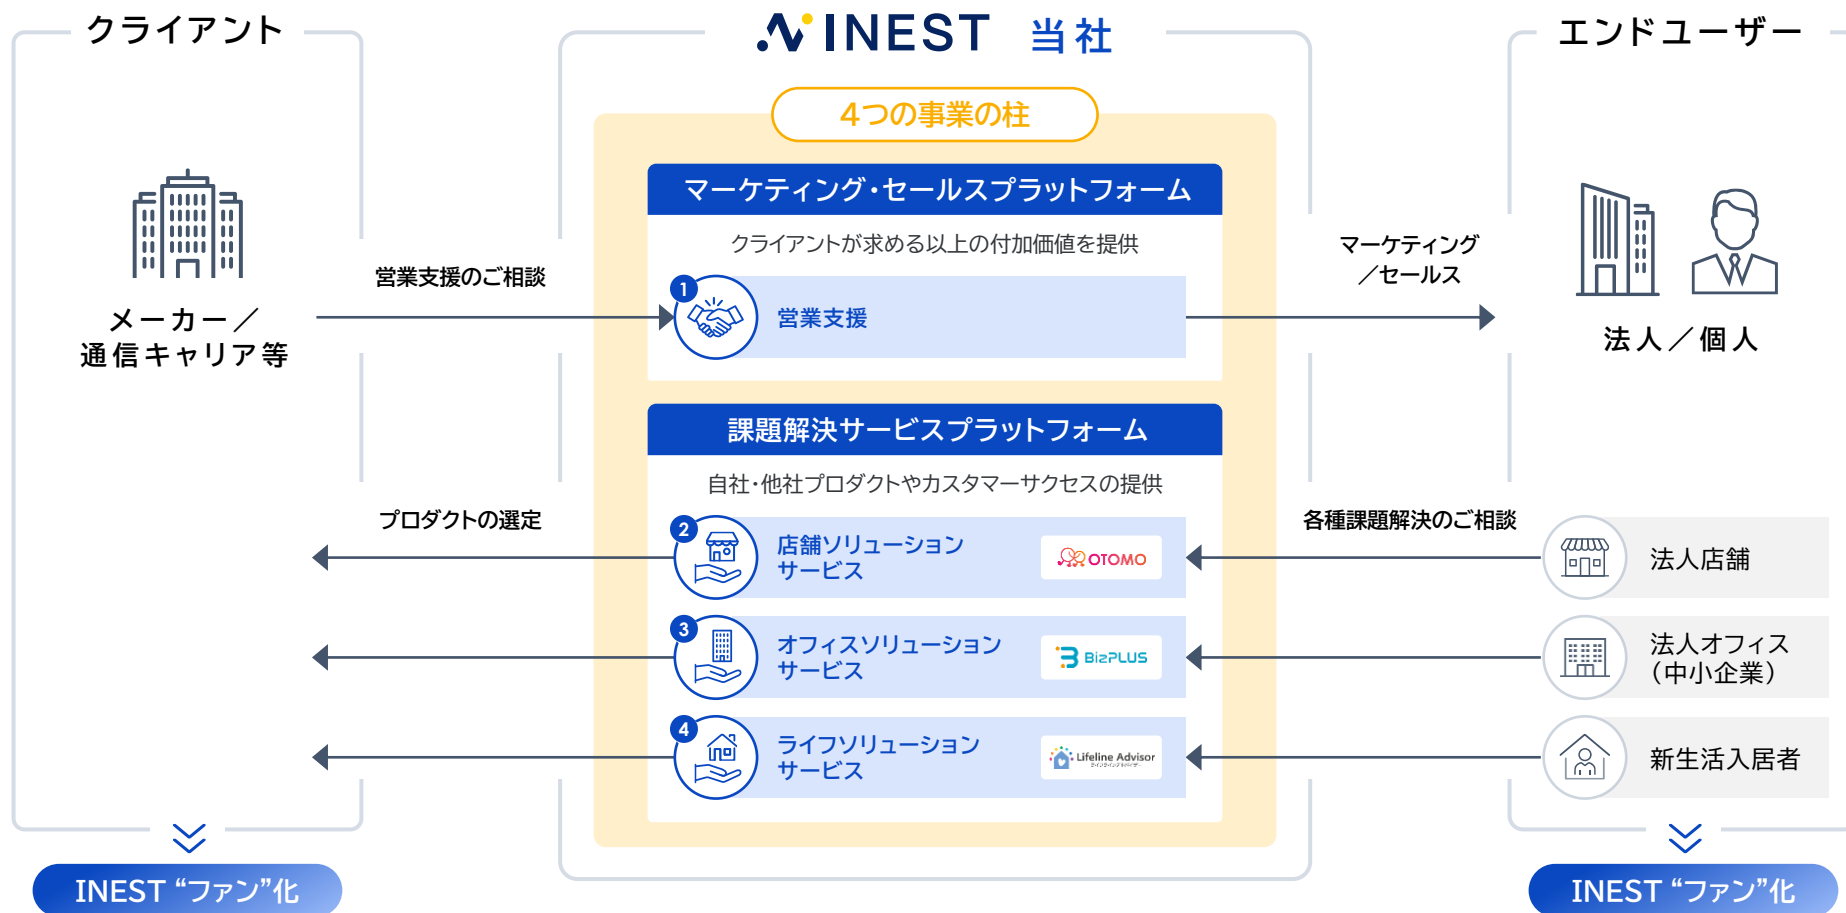 クライアント
INEST 当社
エンドユーザー
4つの事業の柱
マーケティング・セールスプラットフォーム
クライアントが求める以上の付加価値を提供
営業支援のご相談
1
営業支援
マーケティング
／セールス
メーカー／
通信キャリア等
法人／個人
課題解決サービスプラットフォーム
自社・他社プロダクトやカスタマーサクセスの提供
プロダクトの選定
各種課題解決のご相談
2
店舗ソリューション
サービス
OTOMO
法人店舗
3
オフィスソリューション
サービス
BizPLUS
法人オフィス
（中小企業）
4
ライフソリューション
サービス
Lifeline Advisor
ライフラインアドバイザー
新生活入居者
INEST “ファン”化
INEST “ファン”化